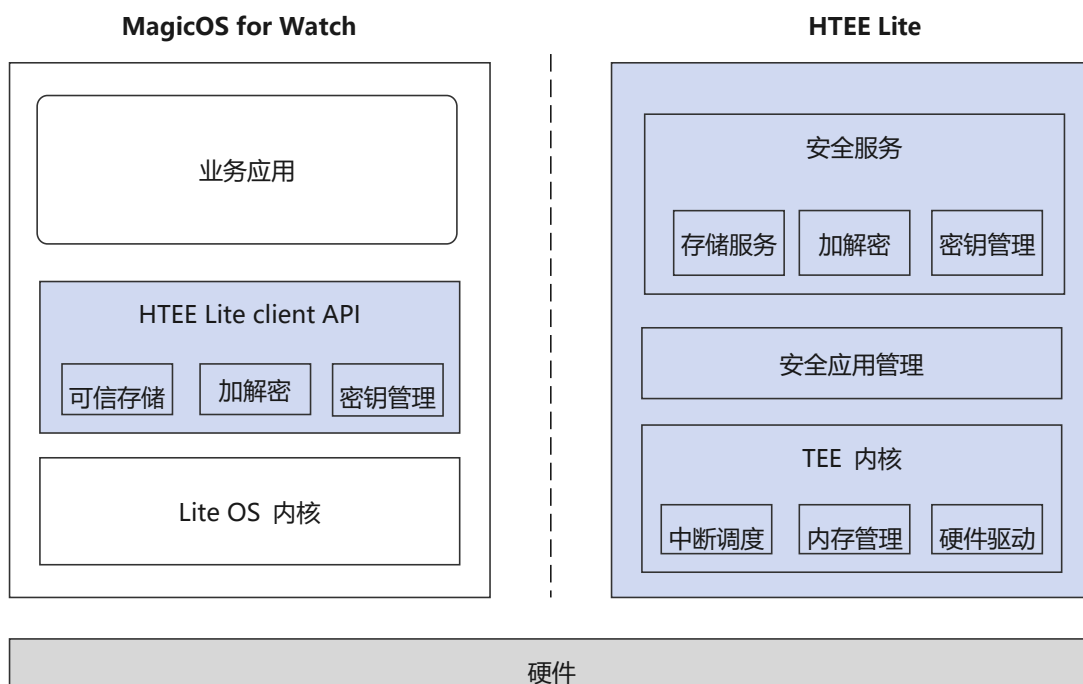 MagicOS for Watch
HTEE Lite
业务应用
HTEE Lite client API
可信存储
加解密
密钥管理
Lite OS 内核
安全服务
存储服务
加解密
密钥管理
安全应用管理
TEE 内核
中断调度
内存管理
硬件驱动
硬件